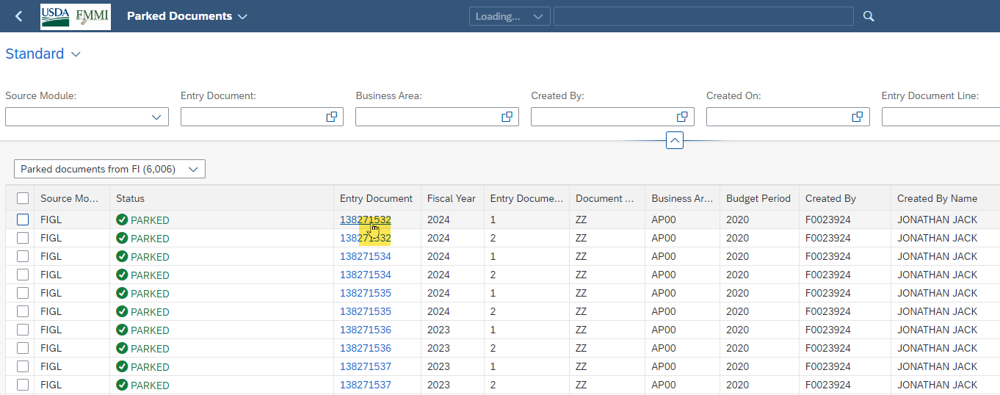 USDA FMMI Parked Documents Loading...
Standard
Source Module: Entry Document: Business Area: Created By: Created On: Entry Document Line:
Parked documents from FI (6,006)
Source Mo... Status Entry Document Fiscal Year Entry Docume... Document ... Business Ar... Budget Period Created By Created By Name
FIGL PARKED 138271532 2024 1 ZZ AP00 2020 F0023924 JONATHAN JACK
FIGL PARKED 138271532 2024 2 ZZ AP00 2020 F0023924 JONATHAN JACK
FIGL PARKED 138271534 2024 1 ZZ AP00 2020 F0023924 JONATHAN JACK
FIGL PARKED 138271534 2024 2 ZZ AP00 2020 F0023924 JONATHAN JACK
FIGL PARKED 138271535 2024 1 ZZ AP00 2020 F0023924 JONATHAN JACK
FIGL PARKED 138271535 2024 2 ZZ AP00 2020 F0023924 JONATHAN JACK
FIGL PARKED 138271536 2023 1 ZZ AP00 2020 F0023924 JONATHAN JACK
FIGL PARKED 138271536 2023 2 ZZ AP00 2020 F0023924 JONATHAN JACK
FIGL PARKED 138271537 2023 1 ZZ AP00 2020 F0023924 JONATHAN JACK
FIGL PARKED 138271537 2023 2 ZZ AP00 2020 F0023924 JONATHAN JACK